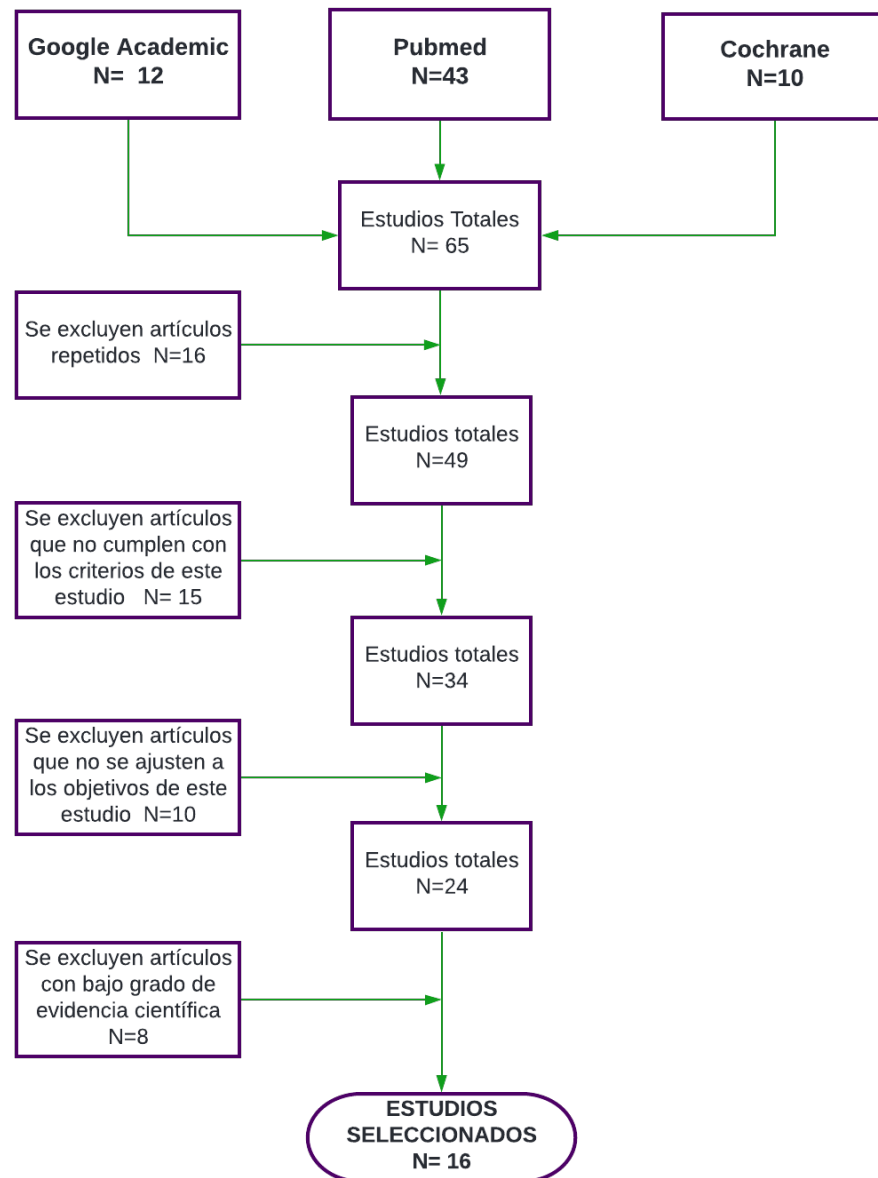 Google Academic
N=  12
Pubmed
N=43
Cochrane
N=10
Estudios Totales
N= 65
Se excluyen artículos
repetidos  N=16
Estudios totales
N=49
Se excluyen artículos
que no cumplen con
los criterios de este
estudio   N= 15
Estudios totales
N=34
Se excluyen artículos
que no se ajusten a
los objetivos de este
estudio  N=10
Estudios totales
N=24
Se excluyen artículos
con bajo grado de
evidencia científica
N=8
ESTUDIOS
SELECCIONADOS
N= 16